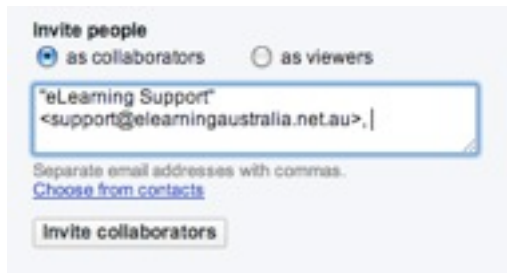 Invite people
as collaborators as viewers
"eLearning Support"
<support@elearningaustralia.net.au>,
Separate email addresses with commas.
Choose from contacts
Invite collaborators